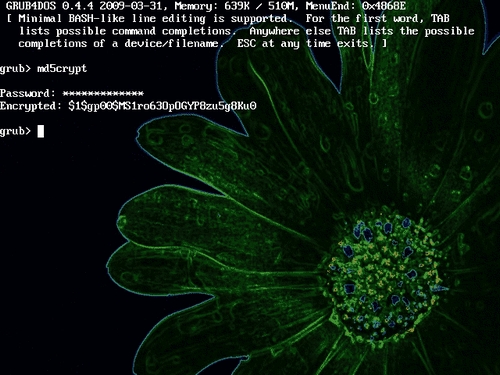 GRUB4DOS 0.4.4 2009-03-31, Memory: 639K / 510M, MenuEnd: 0x4868E
[ Minimal BASH-like line editing is supported.  For the first word, TAB
lists possible command completions.  Anywhere else TAB lists the possible
completions of a device/filename.  ESC at any time exits. ]
grub> md5crypt
Password: *************
Encrypted: $1$gp00$MS1ro63OpOGYP8zu5g8Ku0
grub>